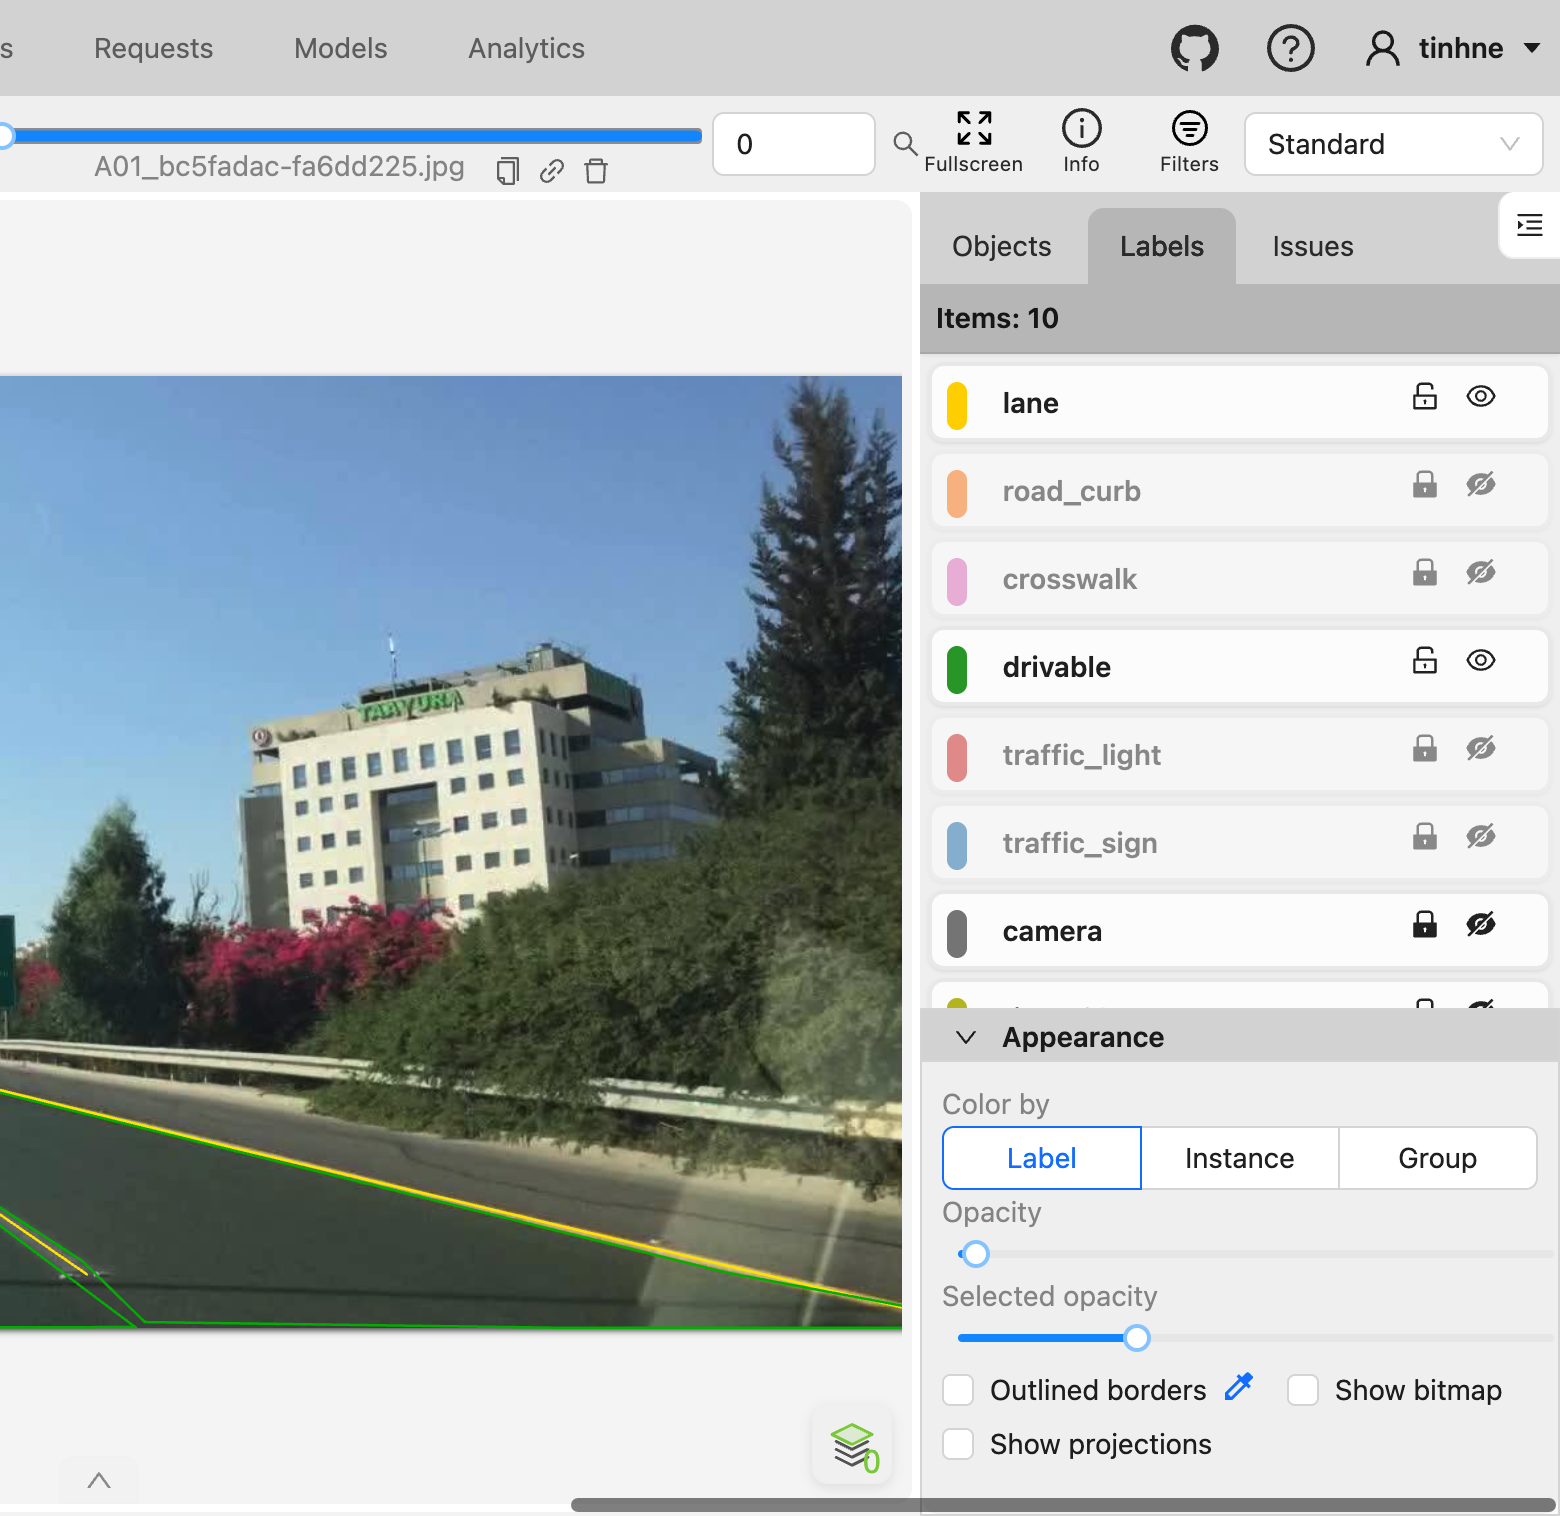 Requests Models Analytics tinhne
0 Standard
A01_bc5fadac-fa6dd225.jpg Fullscreen Info Filters
Objects Labels Issues
Items: 10
lane
road_curb
crosswalk
drivable
traffic_light
traffic_sign
camera
TAAVURA
Appearance
Color by
Label Instance Group
Opacity
Selected opacity
Outlined borders Show bitmap
Show projections
0